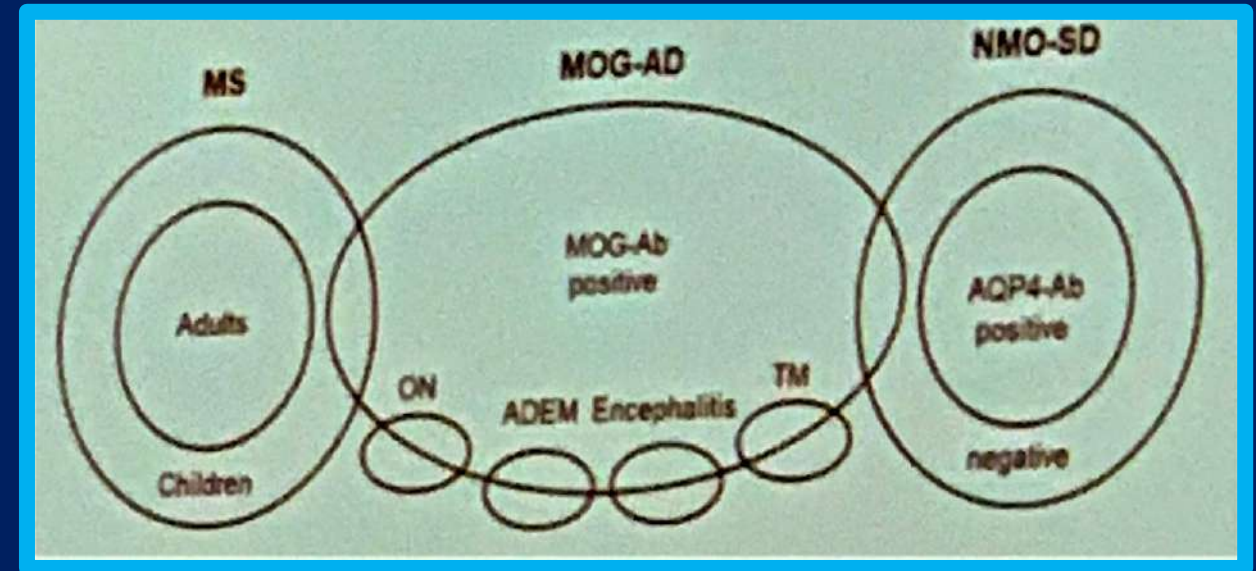 MS
MOG-AD
NMO-SD
MOG-Ab
positive
Adults
AQP4-Ab
positive
ON
ADEM Encephalitis
TM
Children
negative